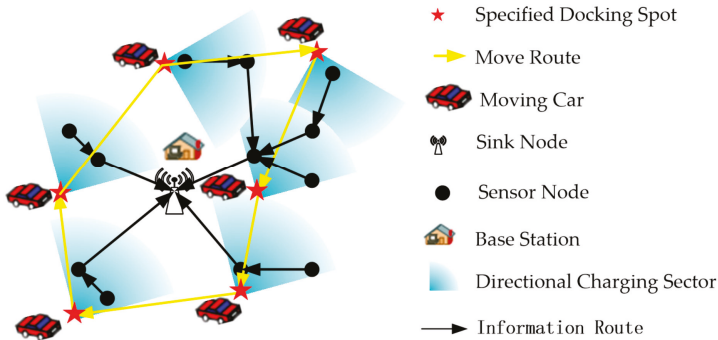 Specified Docking Spot
Move Route
Moving Car
Sink Node
Sensor Node
Base Station
Directional Charging Sector
Information Route